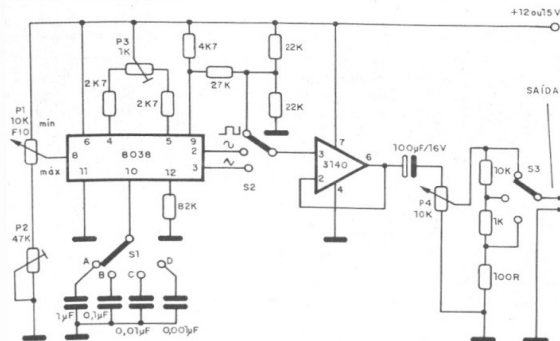 +12 ou 15V
P3
1K
4K7
22K
2K7
2K7
27K
22K
SAÍDA
P1
10K
F10
mín
máx
6
4
5
9
8
8038
2
3
11
10
12
S2
7
3
3140
6
2
4
100µF/16V
P4
10K
10K
S3
1K
100R
82K
P2
47K
S1
A
B
C
D
1µF
0,1µF
0,01µF
0,001µF